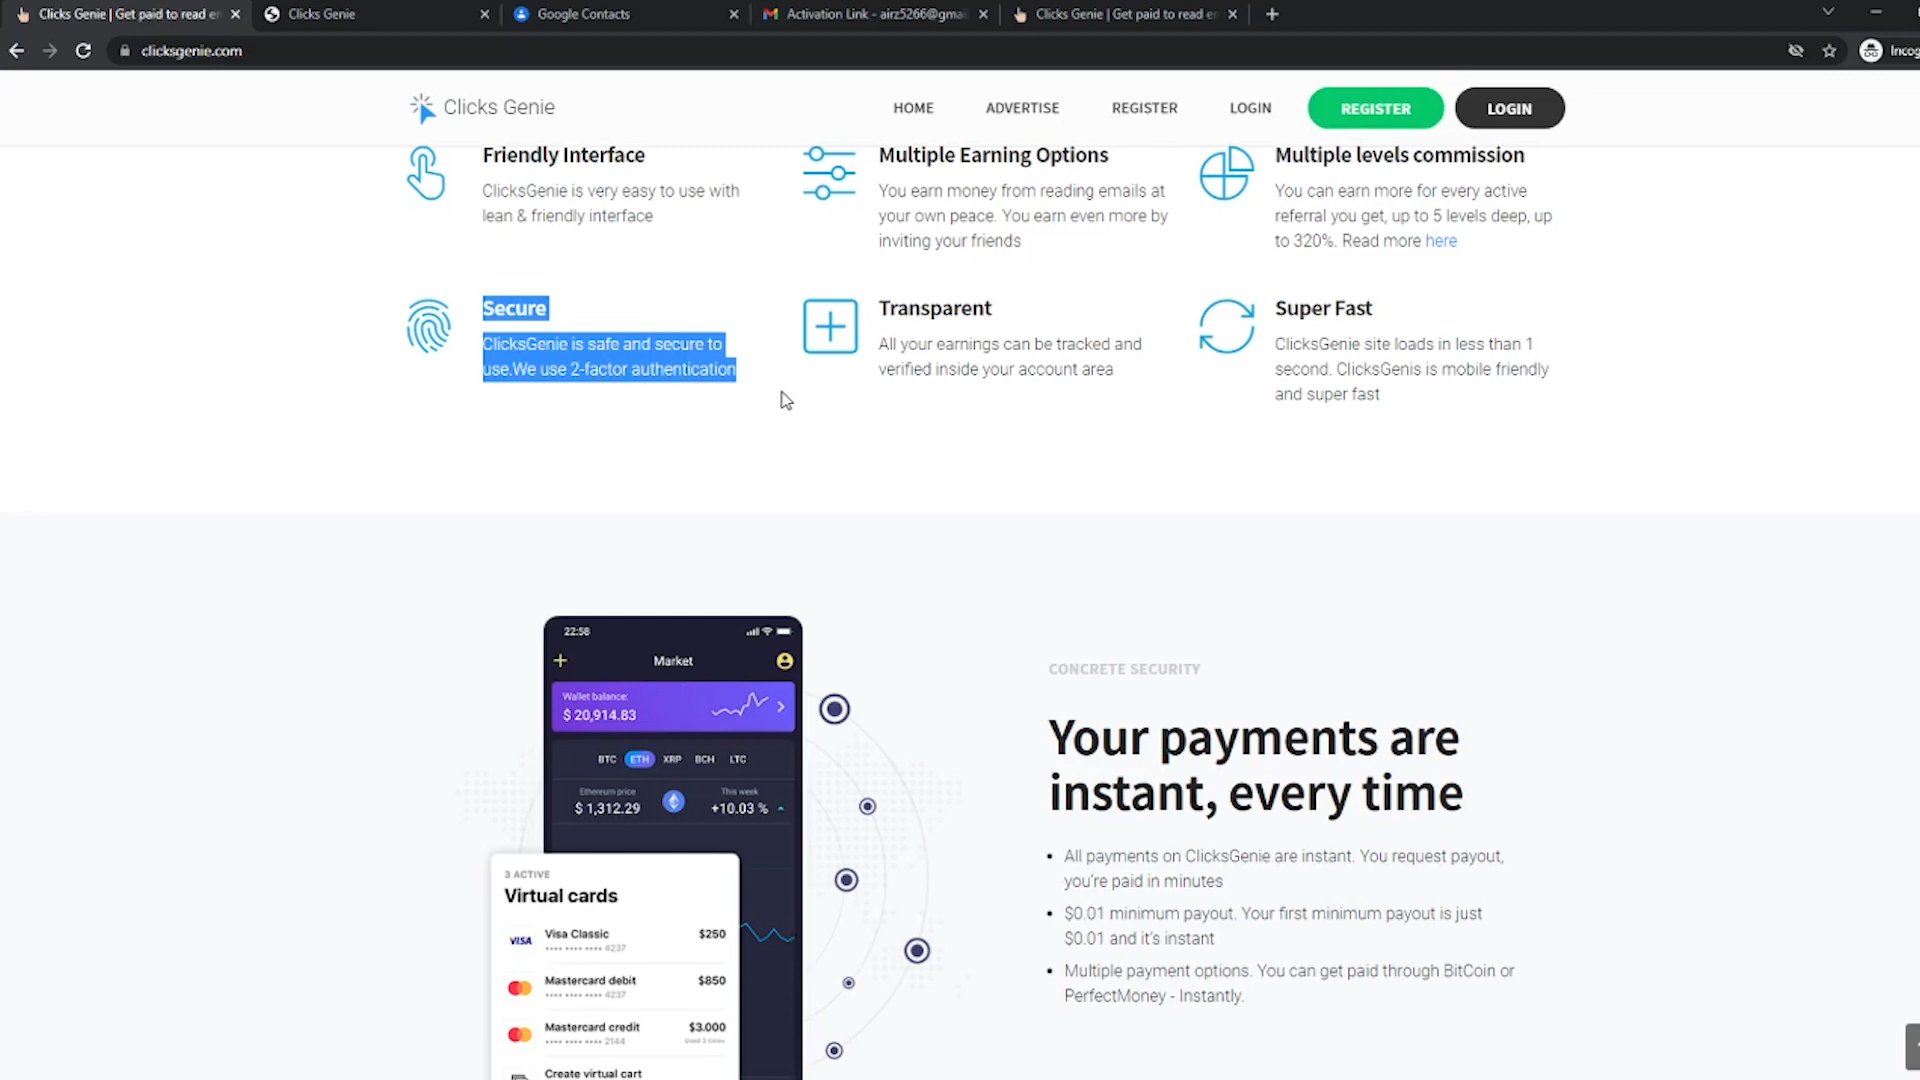 Clicks Genie | Get paid to read e
Clicks Genie
Google Contacts
Activation Link - airz5266@gma
Clicks Genie | Get paid to read e
clicksgenie.com
Incog
Clicks Genie
HOME
ADVERTISE
REGISTER
LOGIN
REGISTER
LOGIN
Friendly Interface
ClicksGenie is very easy to use with
lean & friendly interface
Multiple Earning Options
You earn money from reading emails at
your own peace. You earn even more by
inviting your friends
Multiple levels commission
You can earn more for every active
referral you get, up to 5 levels deep, up
to 320%. Read more here
Secure
ClicksGenie is safe and secure to
use.We use 2-factor authentication
Transparent
All your earnings can be tracked and
verified inside your account area
Super Fast
ClicksGenie site loads in less than 1
second. ClicksGenis is mobile friendly
and super fast
22:58
Market
Wallet balance:
$ 20,914.83
BTC ETH XRP BCH LTC
Ethereum price
$ 1,312.29
This week
+10.03 %
3 ACTIVE
Virtual cards
VISA
Visa Classic
$250
•••• •••• •••• 4237
Mastercard debit
$850
•••• •••• •••• 4237
Mastercard credit
$3.000
•••• •••• •••• 2144
Used 3 times
Create virtual cart
CONCRETE SECURITY
Your payments are
instant, every time
• All payments on ClicksGenie are instant. You request payout,
you're paid in minutes
• $0.01 minimum payout. Your first minimum payout is just
$0.01 and it's instant
• Multiple payment options. You can get paid through BitCoin or
PerfectMoney - Instantly.